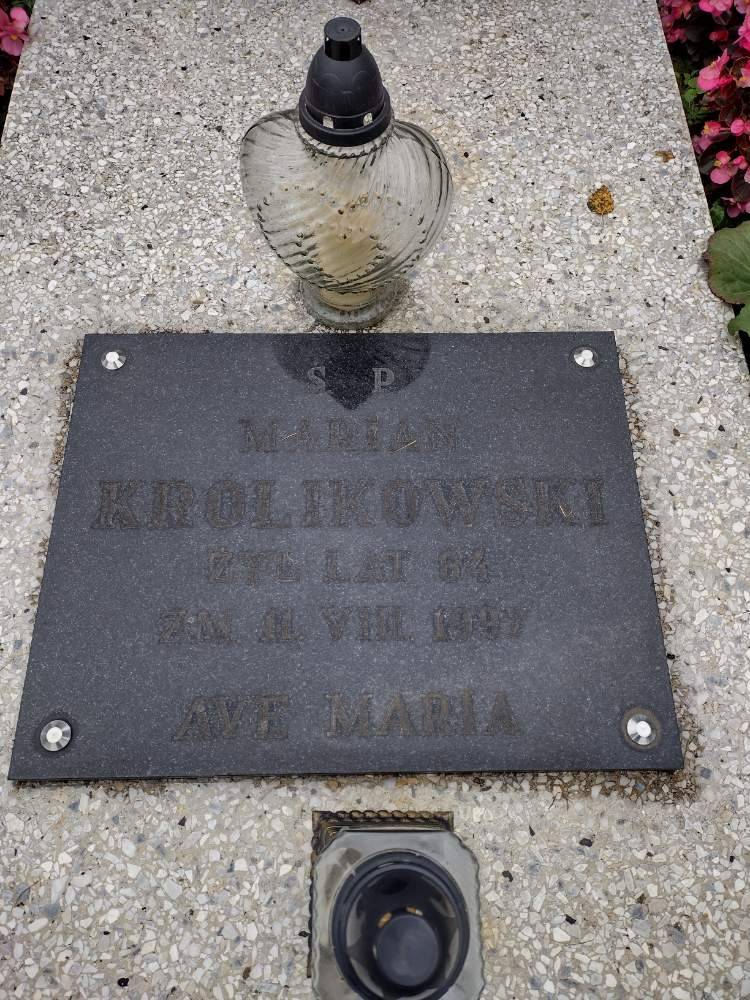 Ś P
MARIAN
KRÓLIKOWSKI
ŻYŁ LAT 64
ZM. 11. VIII. 1997
AVE MARIA